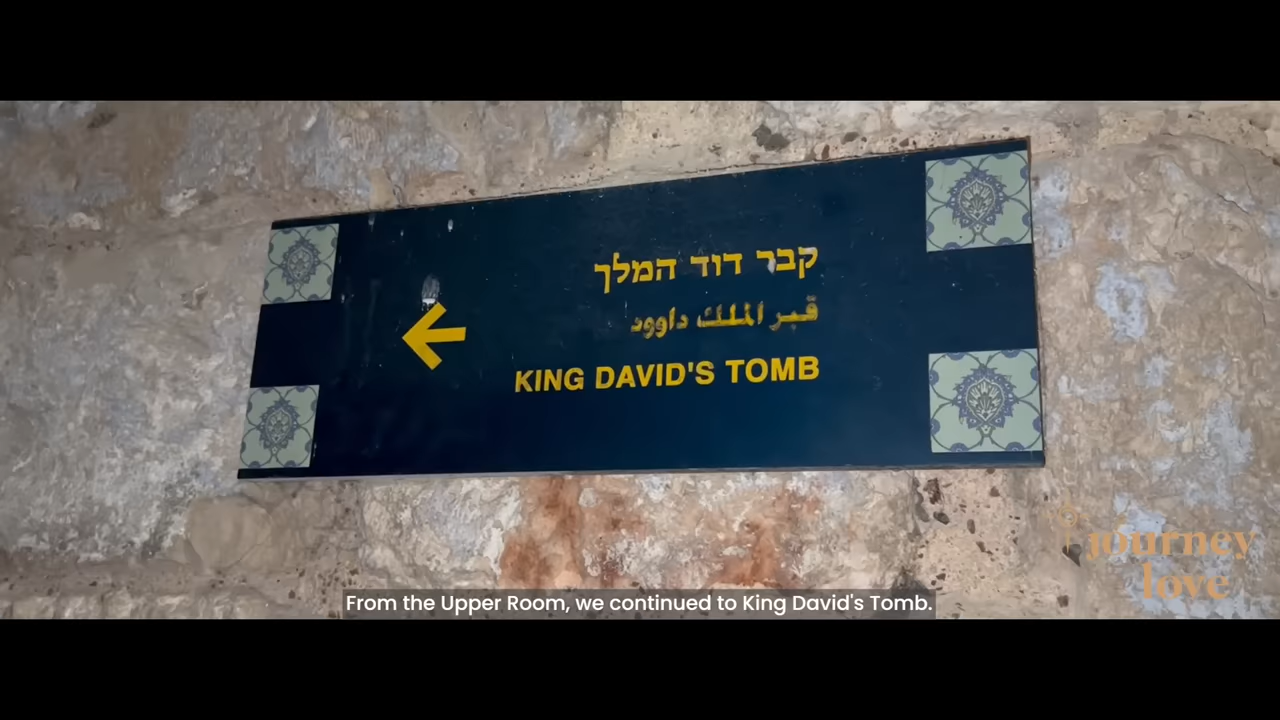 קבר דוד המלך
قبر الملك داوود
KING DAVID'S TOMB
journey
love
From the Upper Room, we continued to King David's Tomb.